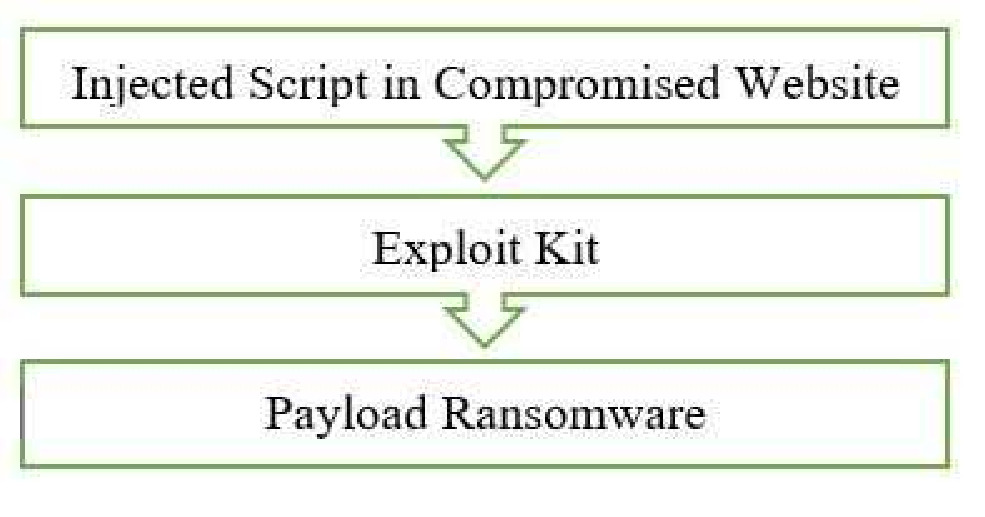 Injected Script in Compromised Website
Exploit Kit
Payload Ransomware